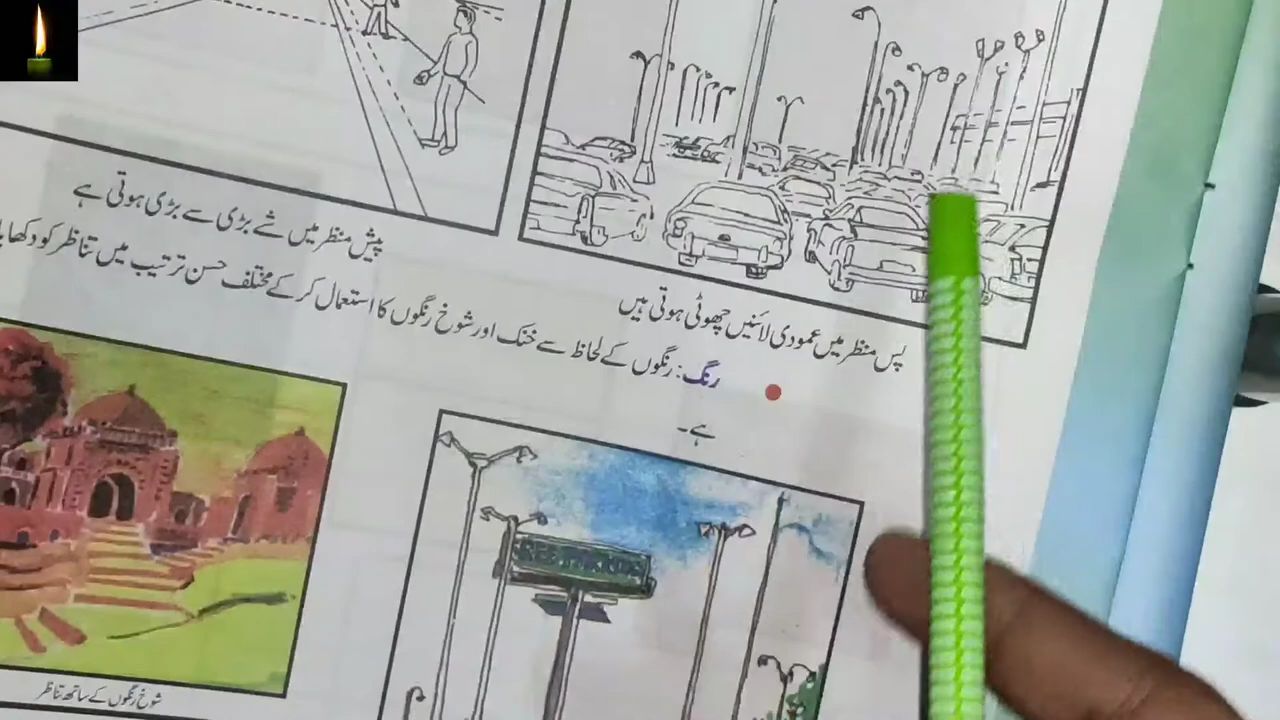 پس منظر میں عمودی لائنیں چھوٹی ہوتی ہیں
پیش منظر میں شے بڑی سے بڑی ہوتی ہے
رنگ: رنگوں کے لحاظ سے خنک اور شوخ رنگوں کا استعمال کر کے مختلف حسن ترتیب میں تناظر کو دکھایا
ہے۔
شوخ رنگوں کے ساتھ تناظر